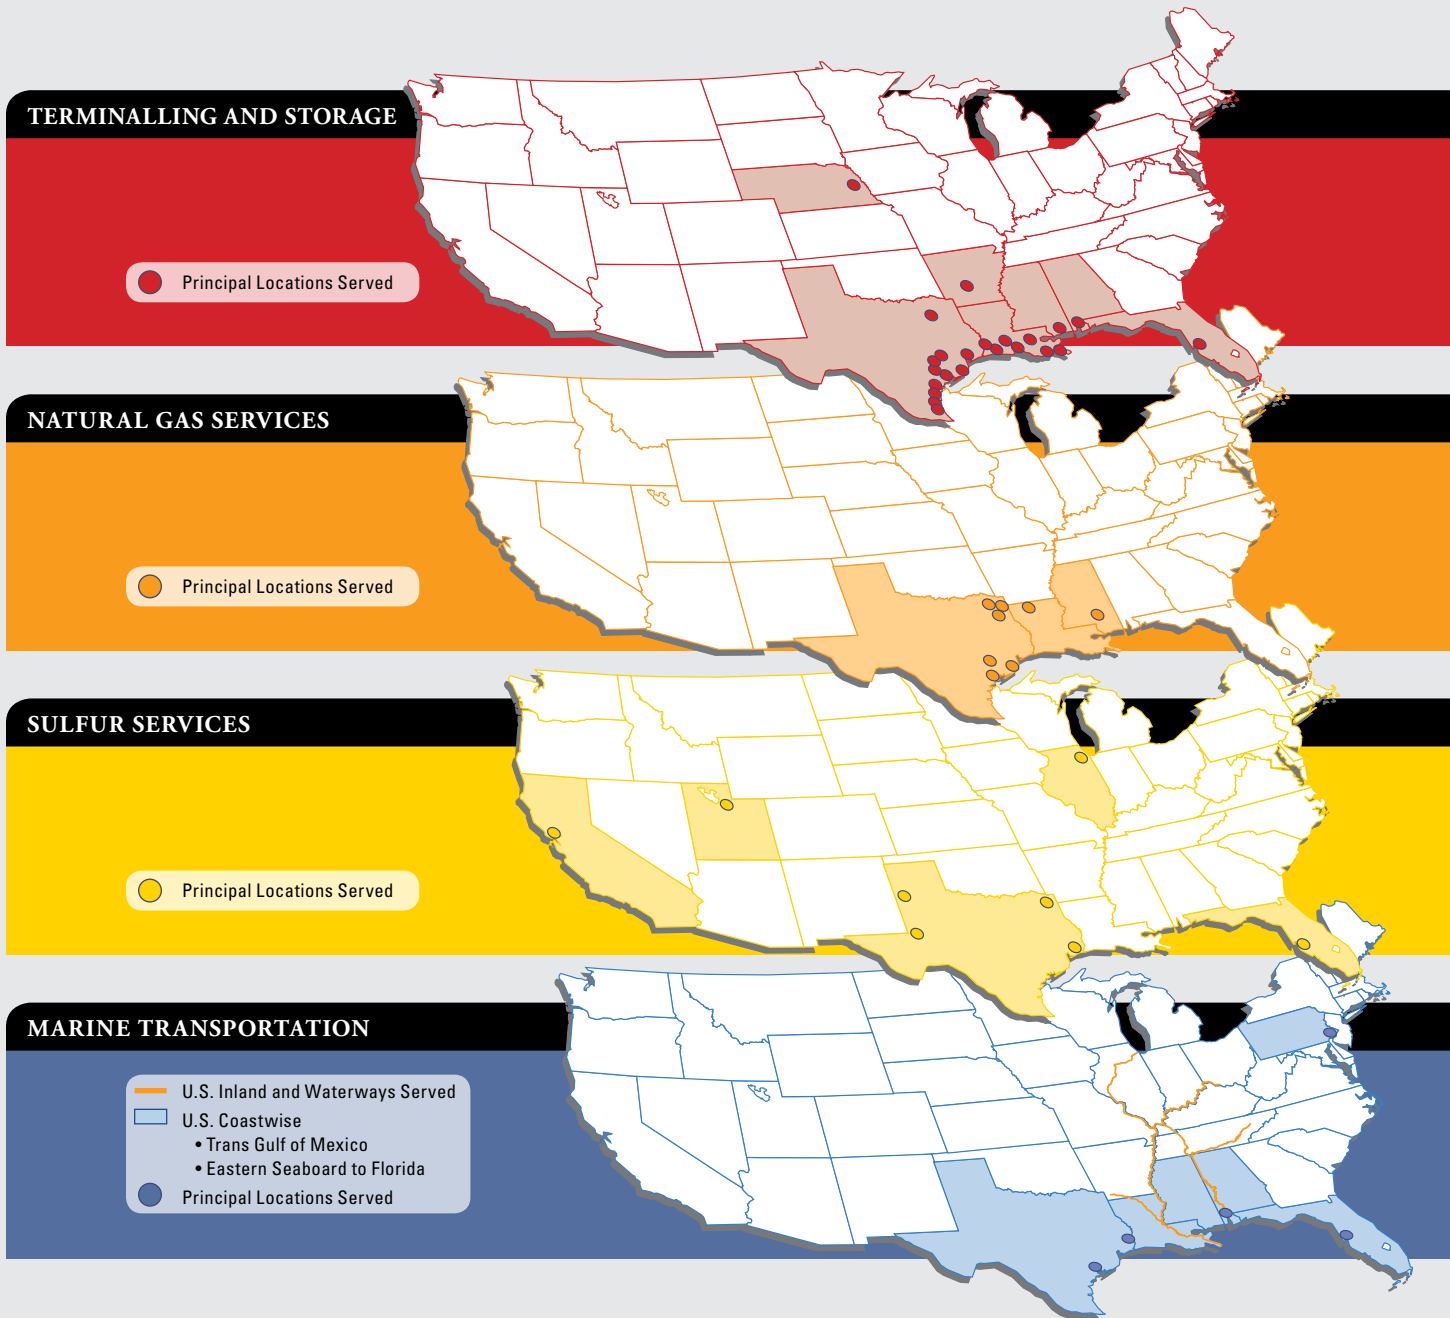 TERMINALLING AND STORAGE
Principal Locations Served
NATURAL GAS SERVICES
Principal Locations Served
SULFUR SERVICES
Principal Locations Served
MARINE TRANSPORTATION
U.S. Inland and Waterways Served
U.S. Coastwise
• Trans Gulf of Mexico
• Eastern Seaboard to Florida
Principal Locations Served